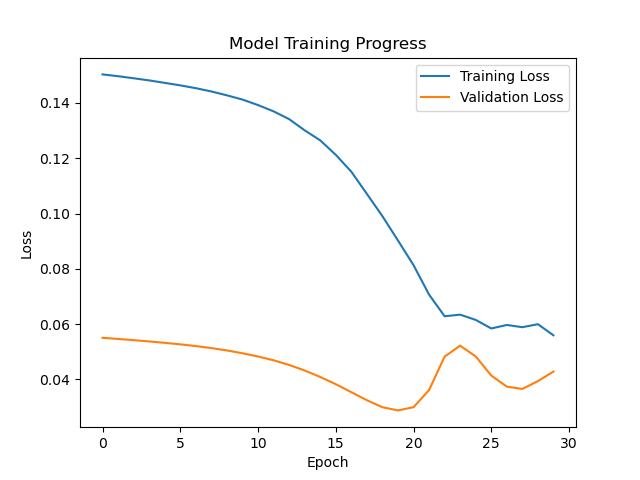 Model Training Progress
Training Loss
Validation Loss
0.14
0.12
0.10
0.08
0.06
0.04
Loss
0 5 10 15 20 25 30
Epoch